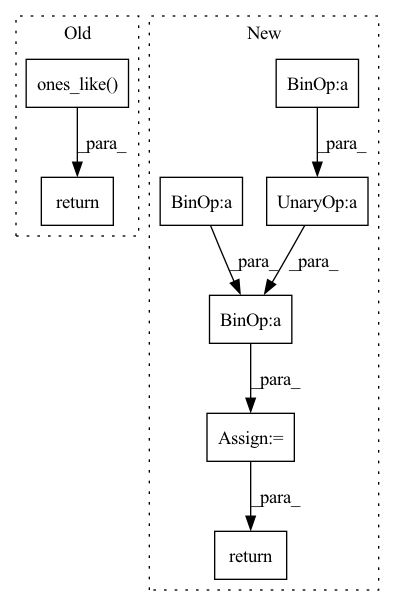 Old
New
ones_like()
BinOp:a
_para_
_para_
return
BinOp:a
UnaryOp:a
_para_
_para_
BinOp:a
_para_
Assign:=
_para_
return